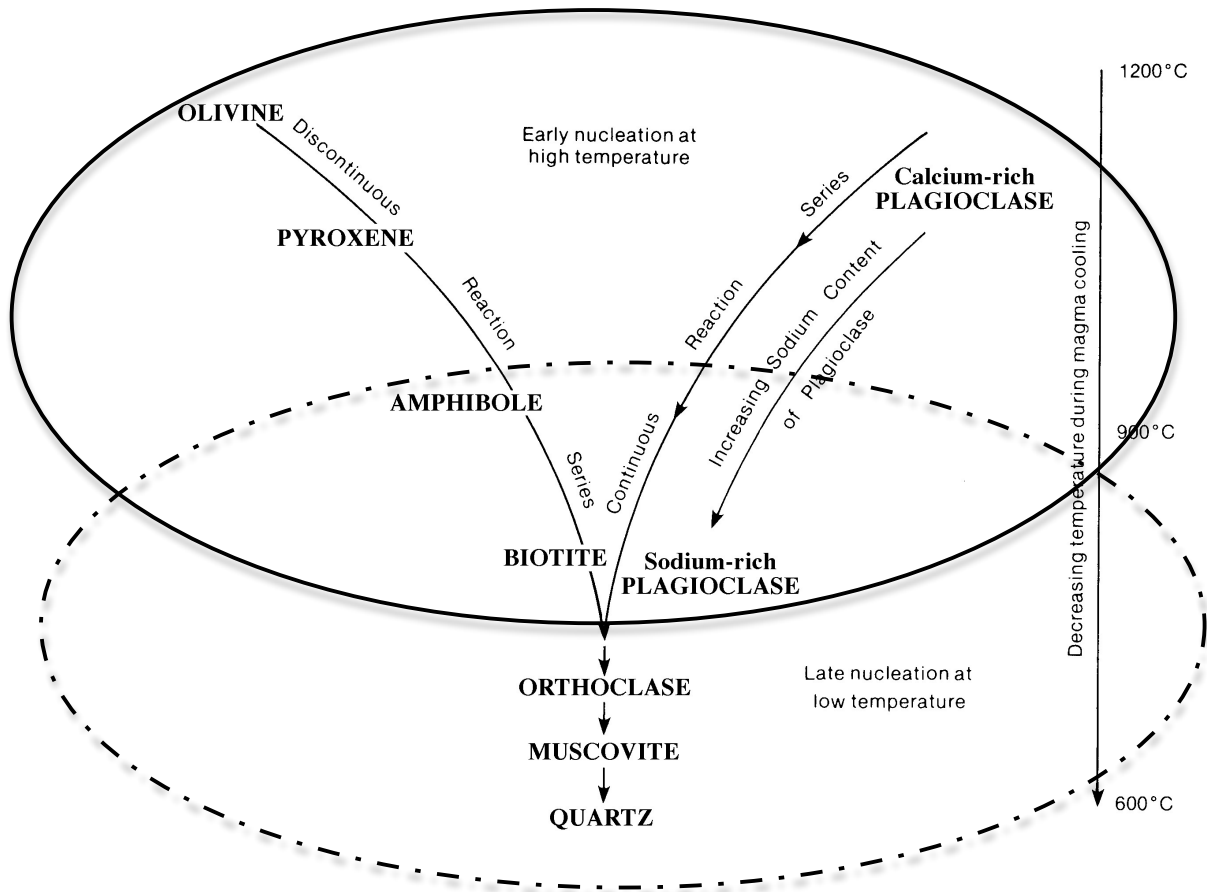 1200°C
OLIVINE
Discontinuous
Early nucleation at
high temperature
Series
Calcium-rich
PLAGIOCLASE
PYROXENE
Reaction
Reaction
Increasing Sodium Content
of Plagioclase
AMPHIBOLE
900°C
Decreasing temperature during magma cooling
Series
Continuous
BIOTITE
Sodium-rich
PLAGIOCLASE
ORTHOCLASE
Late nucleation at
low temperature
MUSCOVITE
QUARTZ
600°C